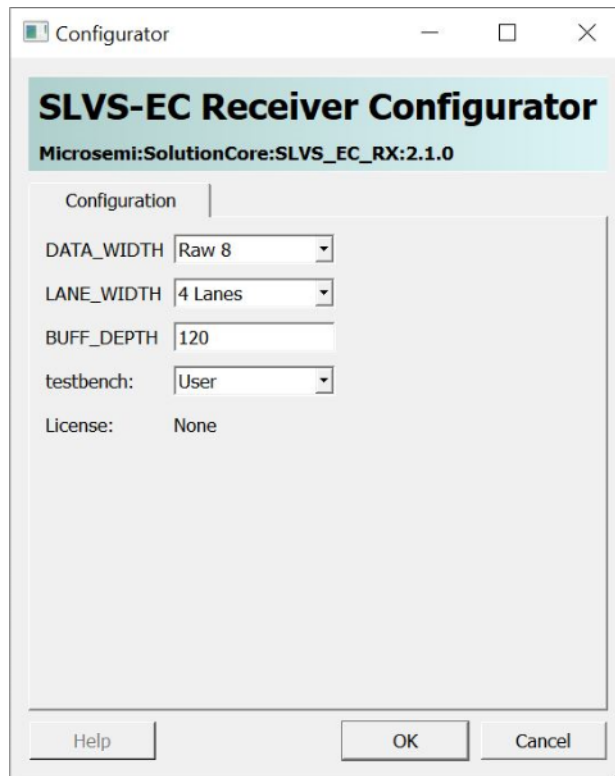 Configurator
SLVS-EC Receiver Configurator
Microsemi:SolutionCore:SLVS_EC_RX:2.1.0
Configuration
DATA_WIDTH Raw 8
LANE_WIDTH 4 Lanes
BUFF_DEPTH 120
testbench: User
License: None
Help OK Cancel